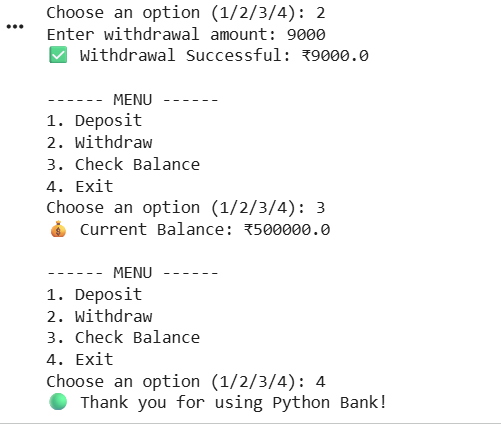 Choose an option (1/2/3/4): 2
Enter withdrawal amount: 9000
✅ Withdrawal Successful: ₹9000.0
------ MENU ------
1. Deposit
2. Withdraw
3. Check Balance
4. Exit
Choose an option (1/2/3/4): 3
💰 Current Balance: ₹500000.0
------ MENU ------
1. Deposit
2. Withdraw
3. Check Balance
4. Exit
Choose an option (1/2/3/4): 4
🟢 Thank you for using Python Bank!